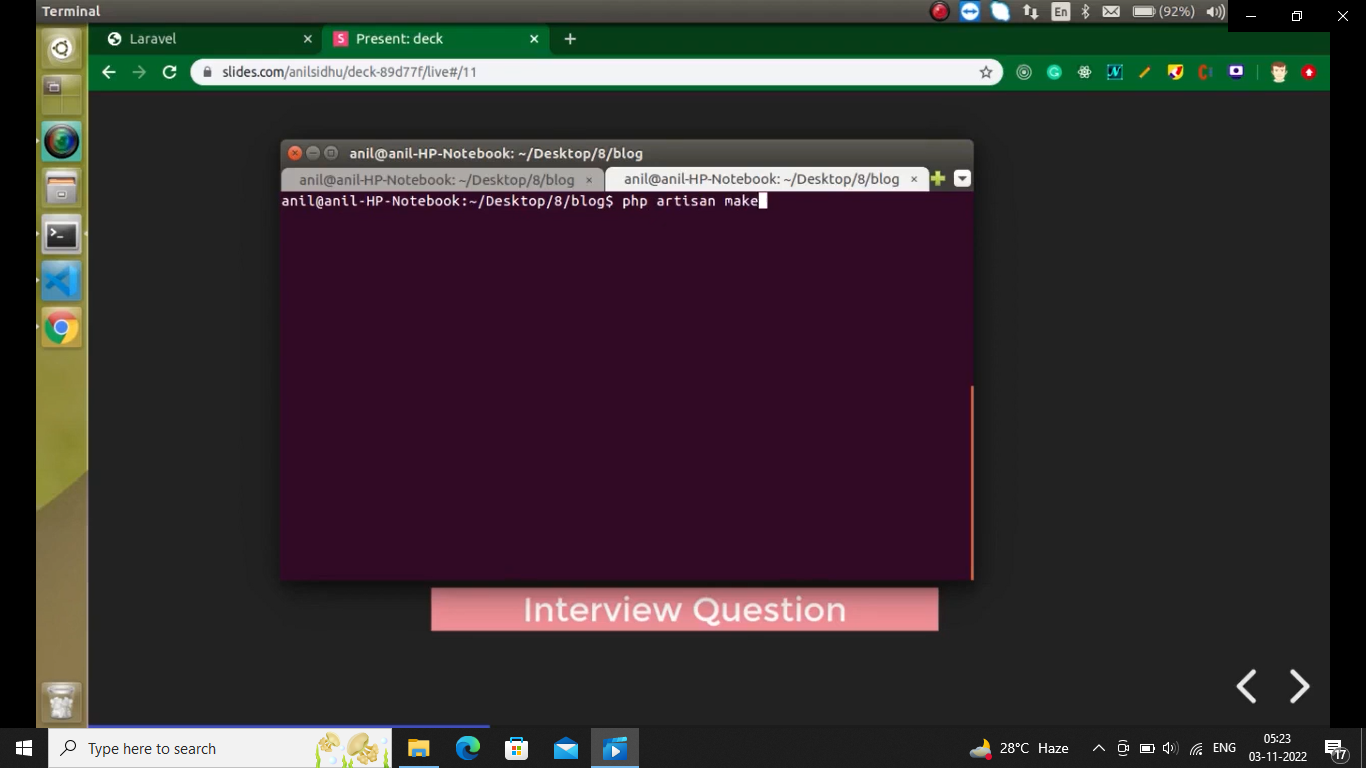 Terminal
En
(92%)
Laravel
S Present: deck
slides.com/anilsidhu/deck-89d77f/live#/11
anil@anil-HP-Notebook: ~/Desktop/8/blog
anil@anil-HP-Notebook: ~/Desktop/8/blog
anil@anil-HP-Notebook: ~/Desktop/8/blog
anil@anil-HP-Notebook:~/Desktop/8/blog$ php artisan make
Interview Question
Type here to search
28°C Haze
ENG
05:23
03-11-2022
17